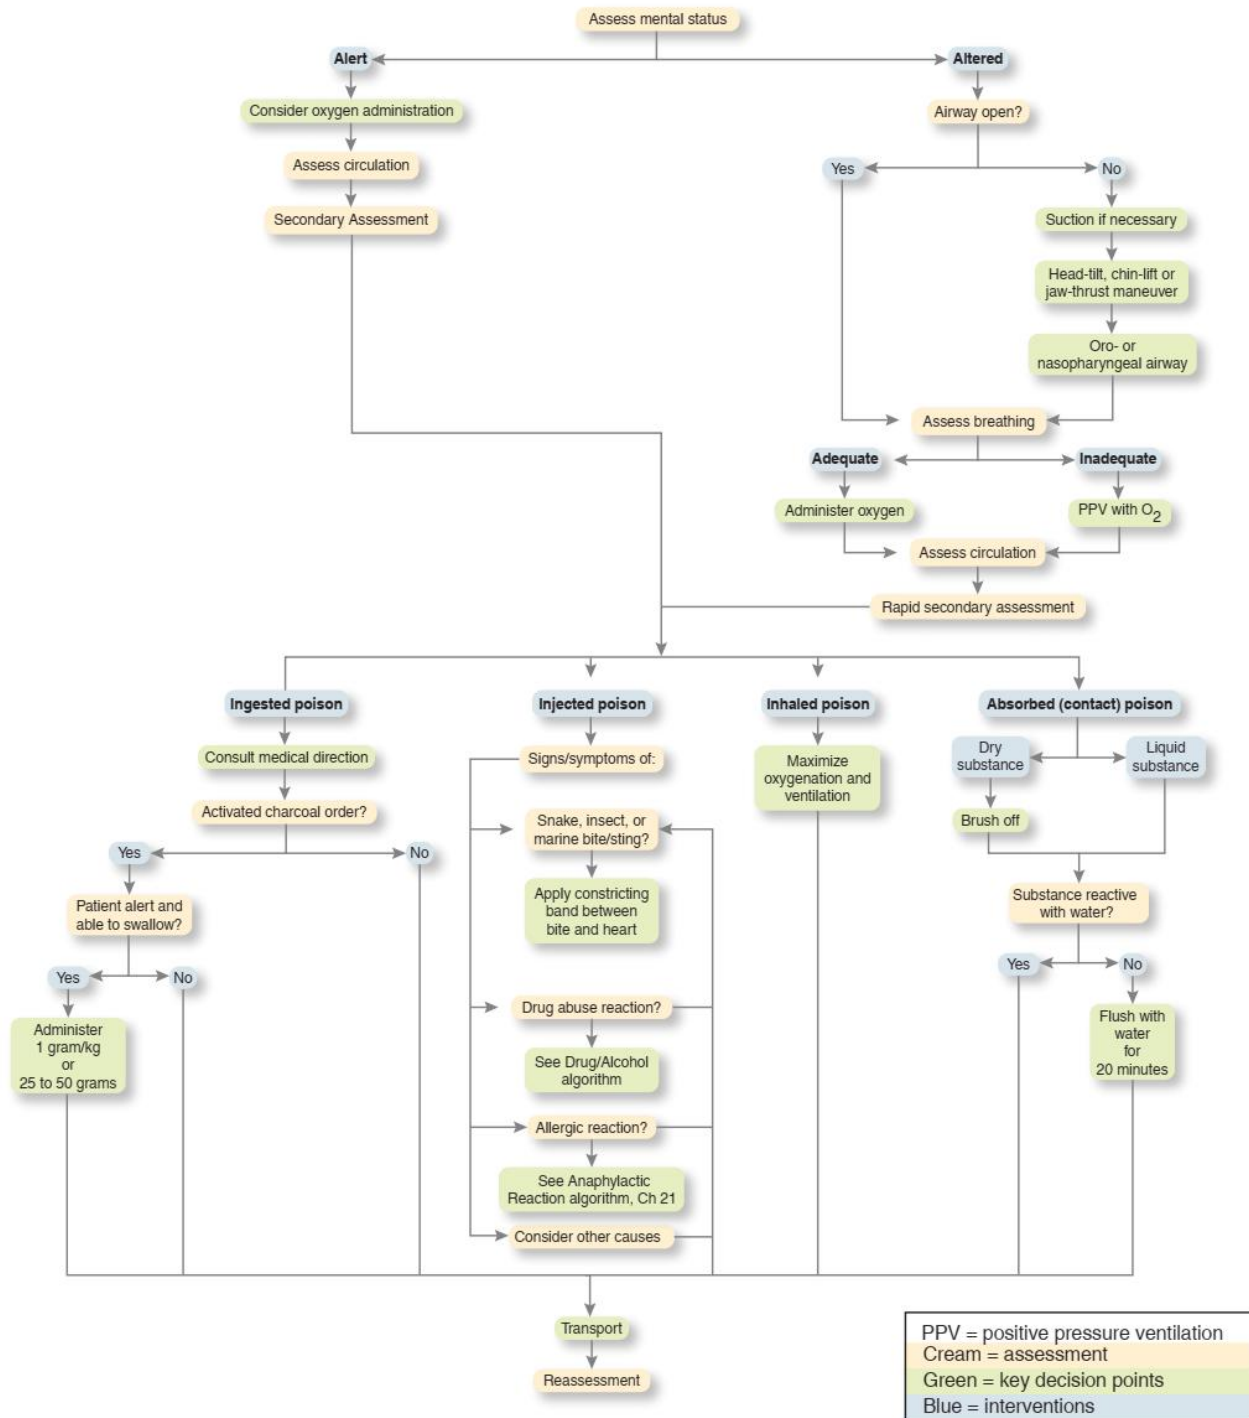 Assess mental status
Alert
Altered
Consider oxygen administration
Airway open?
Assess circulation
Yes
No
Secondary Assessment
Suction if necessary
Head-tilt, chin-lift or
jaw-thrust maneuver
Oro- or
nasopharyngeal airway
Assess breathing
Adequate
Inadequate
Administer oxygen
PPV with O2
Assess circulation
Rapid secondary assessment
Ingested poison
Consult medical direction
Activated charcoal order?
Yes
No
Patient alert and
able to swallow?
Yes
No
Administer
1 gram/kg
or
25 to 50 grams
Injected poison
Signs/symptoms of:
Snake, insect, or
marine bite/sting?
Apply constricting
band between
bite and heart
Drug abuse reaction?
See Drug/Alcohol
algorithm
Allergic reaction?
See Anaphylactic
Reaction algorithm, Ch 21
Consider other causes
Inhaled poison
Maximize
oxygenation and
ventilation
Absorbed (contact) poison
Dry
substance
Liquid
substance
Brush off
Substance reactive
with water?
Yes
No
Flush with
water
for
20 minutes
Transport
Reassessment
PPV = positive pressure ventilation
Cream = assessment
Green = key decision points
Blue = interventions